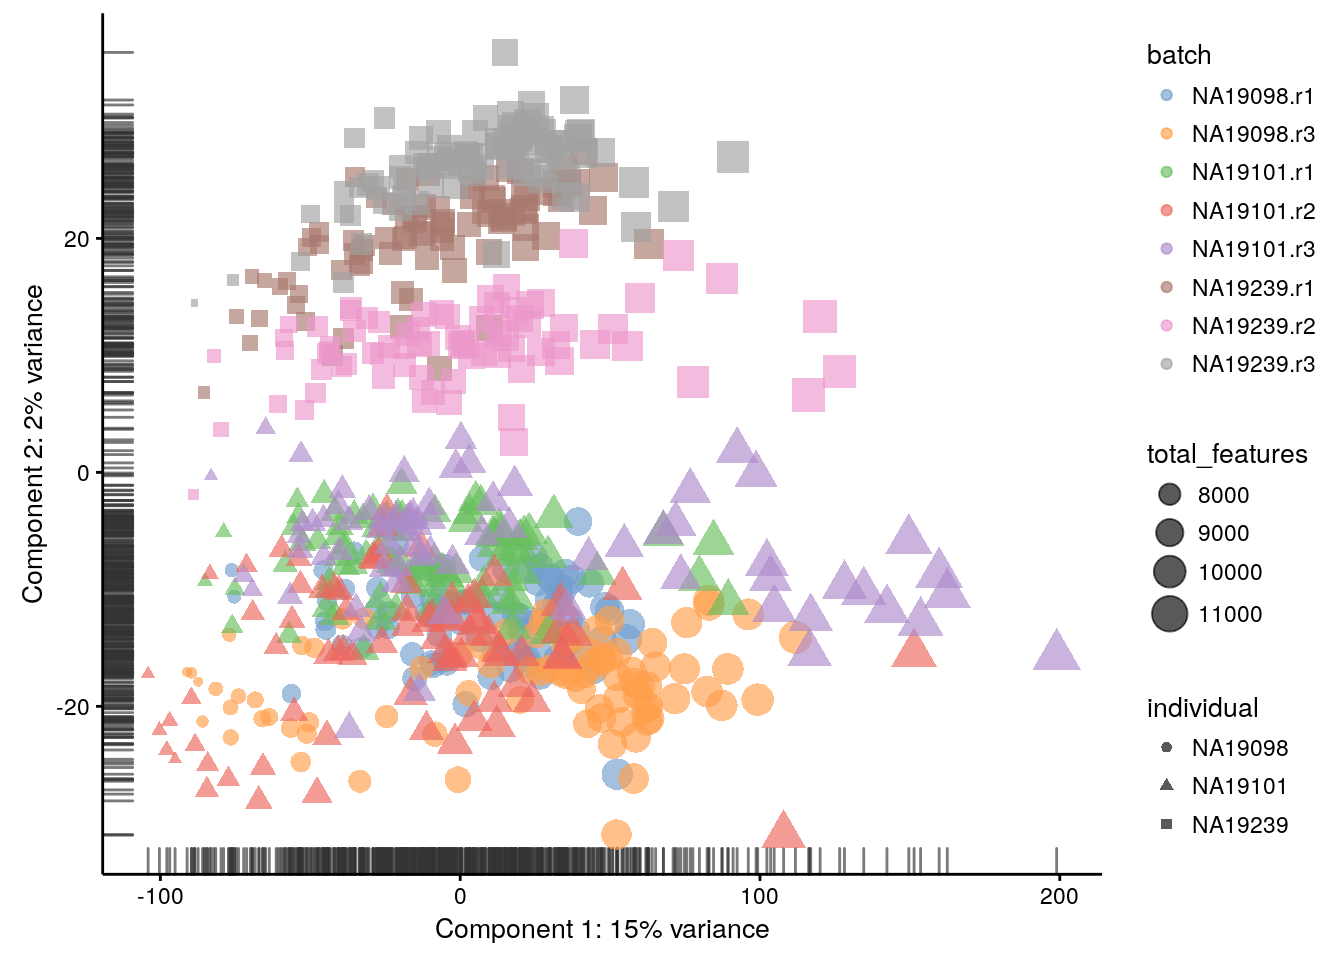 batch
NA19098.r1
NA19098.r3
NA19101.r1
NA19101.r2
NA19101.r3
NA19239.r1
NA19239.r2
NA19239.r3
total_features
8000
9000
10000
11000
individual
NA19098
NA19101
NA19239
Component 2: 2% variance
20
0
-20
-100
0
100
200
Component 1: 15% variance